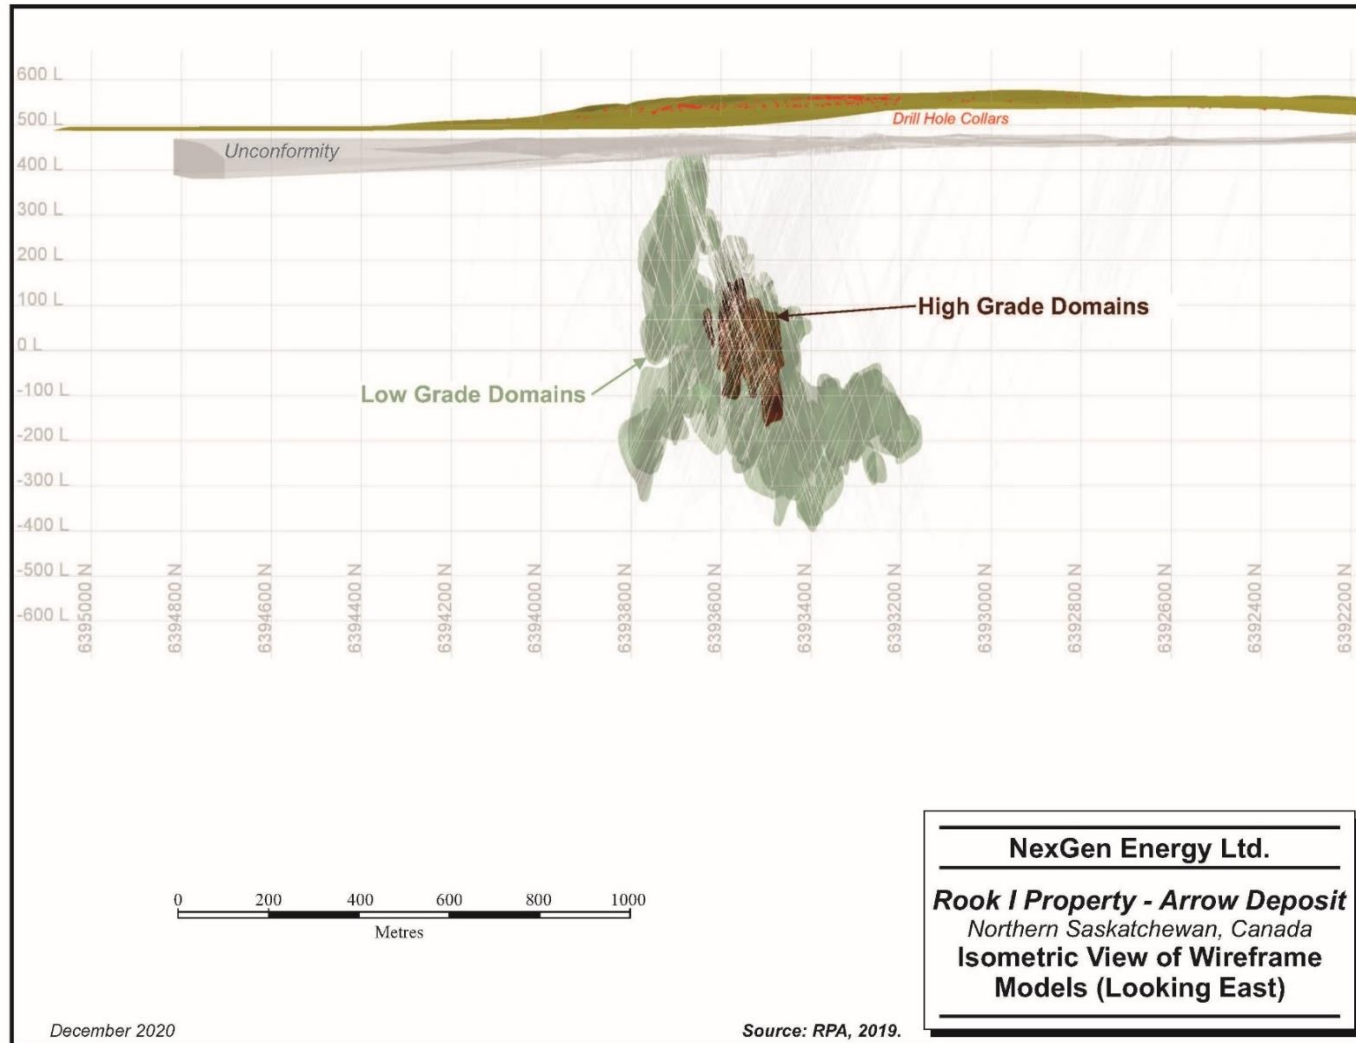 600 L
500 L
400 L
300 L
200 L
100 L
0 L
-100 L
-200 L
-300 L
-400 L
-500 L
-600 L
Drill Hole Collars
Unconformity
High Grade Domains
Low Grade Domains
6395000 N
6394800 N
6394600 N
6394400 N
6394200 N
6394000 N
6393800 N
6393600 N
6393400 N
6393200 N
6393000 N
6392800 N
6392600 N
6392400 N
6392200 N
0 200 400 600 800 1000
Metres
NexGen Energy Ltd.
Rook I Property - Arrow Deposit
Northern Saskatchewan, Canada
Isometric View of Wireframe
Models (Looking East)
December 2020
Source: RPA, 2019.